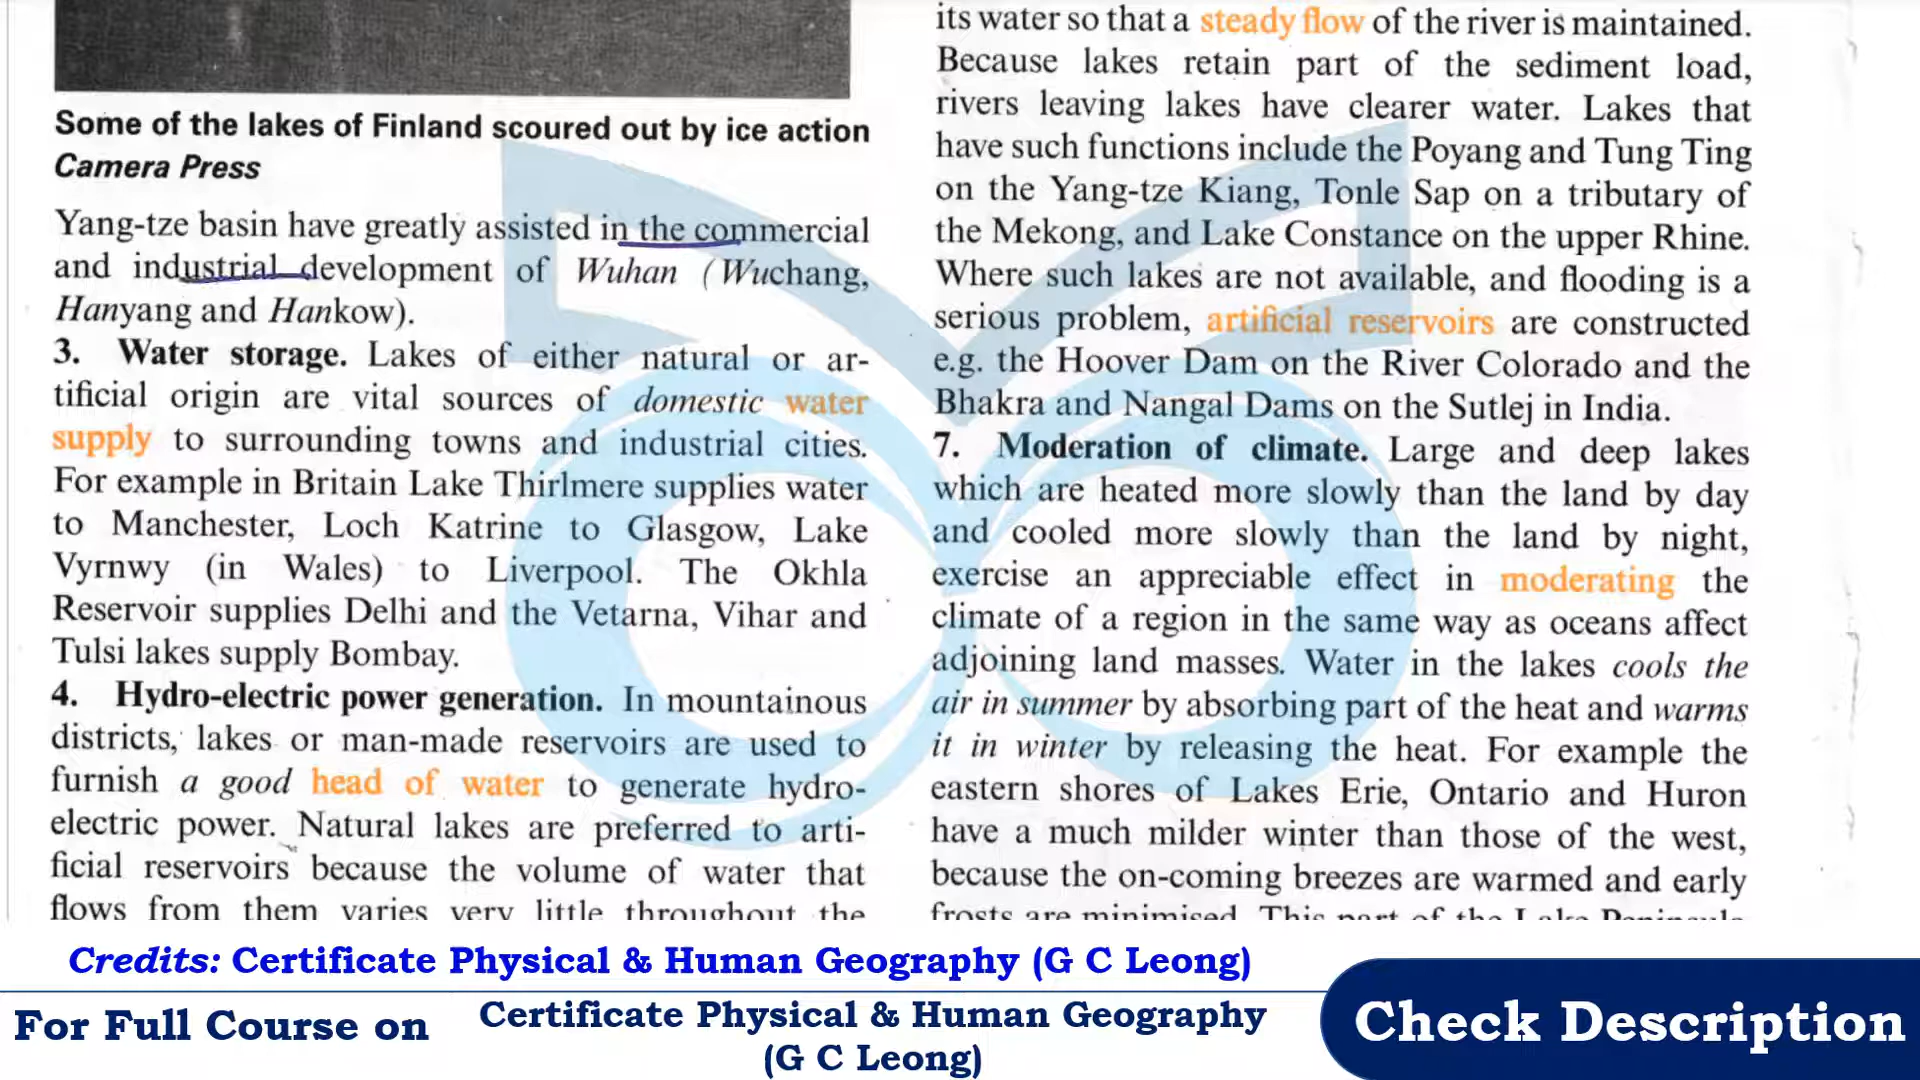 Some of the lakes of Finland scoured out by ice action
Camera Press
Yang-tze basin have greatly assisted in the commercial
and industrial development of Wuhan (Wuchang,
Hanyang and Hankow).
3. Water storage. Lakes of either natural or ar-
tificial origin are vital sources of domestic water
supply to surrounding towns and industrial cities.
For example in Britain Lake Thirlmere supplies water
to Manchester, Loch Katrine to Glasgow, Lake
Vyrnwy (in Wales) to Liverpool. The Okhla
Reservoir supplies Delhi and the Vetarna, Vihar and
Tulsi lakes supply Bombay.
4. Hydro-electric power generation. In mountainous
districts, lakes or man-made reservoirs are used to
furnish a good head of water to generate hydro-
electric power. Natural lakes are preferred to arti-
ficial reservoirs because the volume of water that
flows from them varies very little throughout the
its water so that a steady flow of the river is maintained.
Because lakes retain part of the sediment load,
rivers leaving lakes have clearer water. Lakes that
have such functions include the Poyang and Tung Ting
on the Yang-tze Kiang, Tonle Sap on a tributary of
the Mekong, and Lake Constance on the upper Rhine.
Where such lakes are not available, and flooding is a
serious problem, artificial reservoirs are constructed
e.g. the Hoover Dam on the River Colorado and the
Bhakra and Nangal Dams on the Sutlej in India.
7. Moderation of climate. Large and deep lakes
which are heated more slowly than the land by day
and cooled more slowly than the land by night,
exercise an appreciable effect in moderating the
climate of a region in the same way as oceans affect
adjoining land masses. Water in the lakes cools the
air in summer by absorbing part of the heat and warms
it in winter by releasing the heat. For example the
eastern shores of Lakes Erie, Ontario and Huron
have a much milder winter than those of the west,
because the on-coming breezes are warmed and early
frosts are minimised. This part of the Lake Peninsula
Credits: Certificate Physical & Human Geography (G C Leong)
For Full Course on
Certificate Physical & Human Geography
(G C Leong)
Check Description